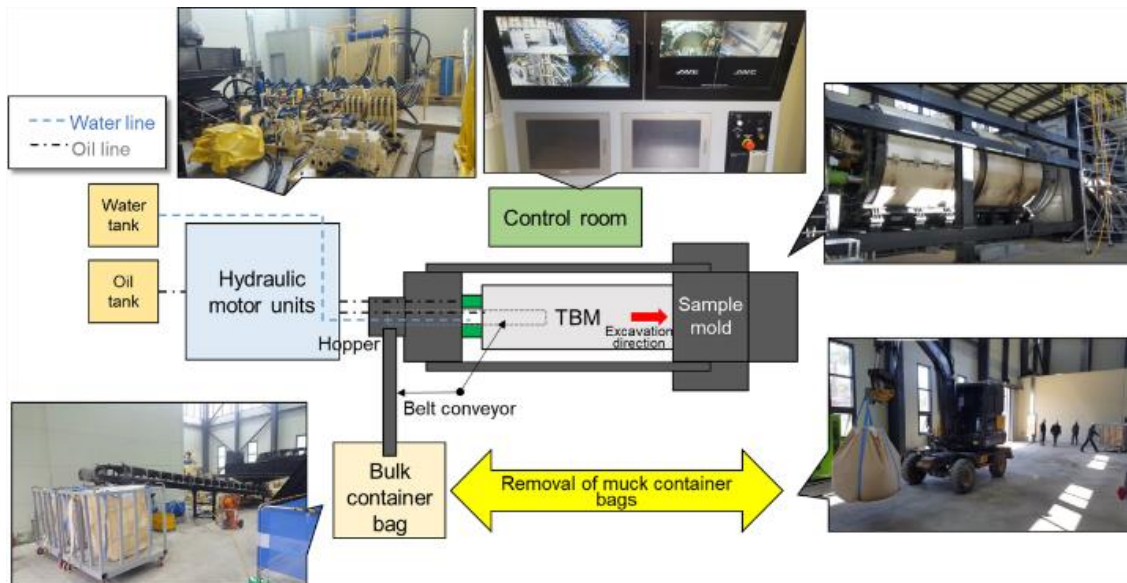 Water line
Oil line
Water
tank
Oil
tank
Hydraulic
motor units
Control room
Hopper
TBM
Excavation
direction
Sample
mold
Belt conveyor
Bulk
container
bag
Removal of muck container
bags